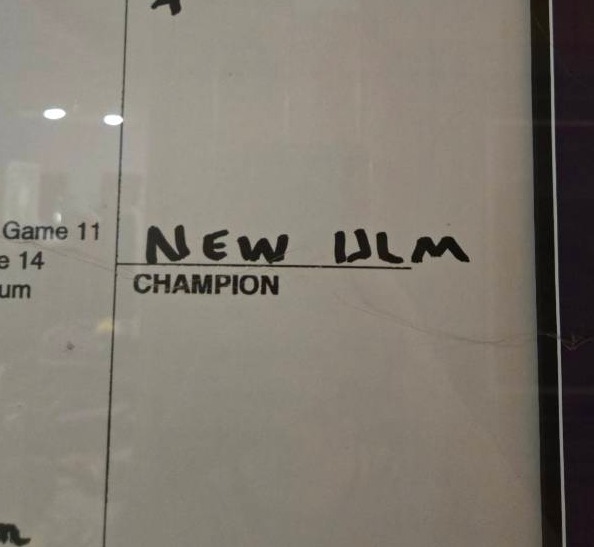 Game 11
NEW ULM
e 14
CHAMPION
um